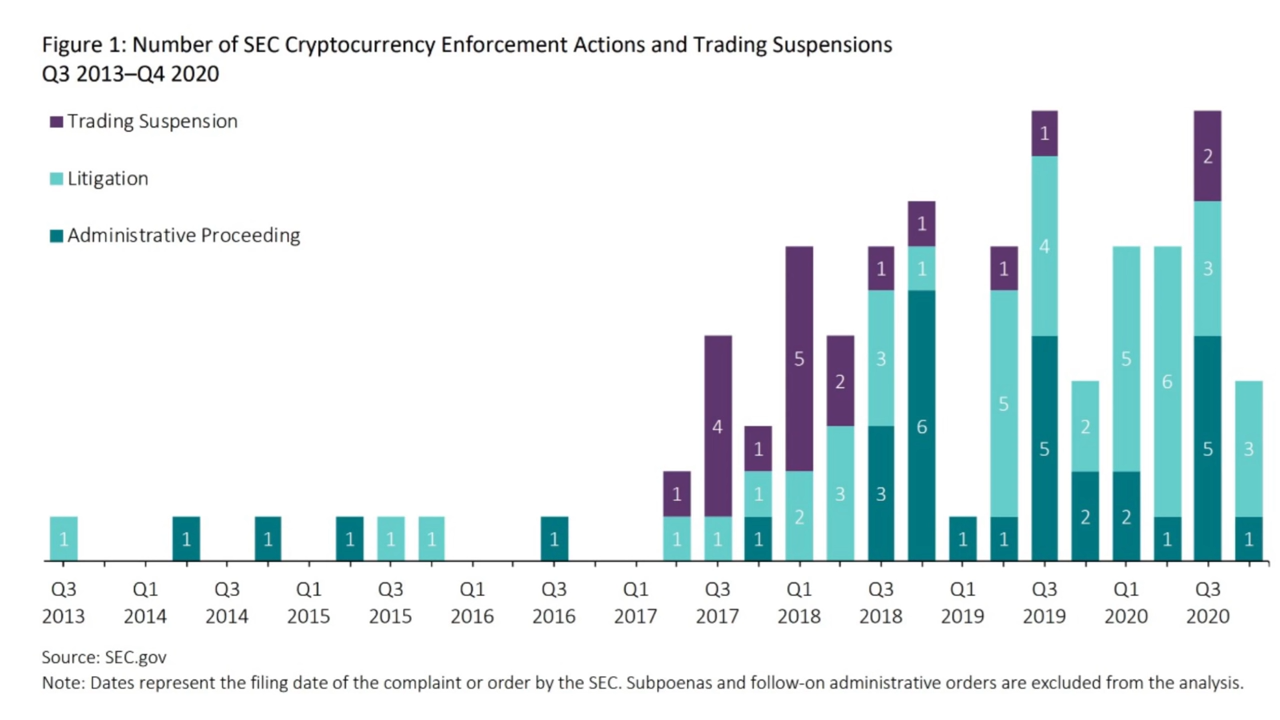 Figure 1: Number of SEC Cryptocurrency Enforcement Actions and Trading Suspensions
Q3 2013–Q4 2020
Trading Suspension
Litigation
Administrative Proceeding
1 2
1 4 3
1 1 1 5
5 2 1 3 5 6
4 1 5 2 3
1 1 2 3 3 6 5 2 2 5
1 1 1 1 1 1 1 1 1 1 1 1 1 1
Q3 Q1 Q3 Q1 Q3 Q1 Q3 Q1 Q3 Q1 Q3 Q1 Q3 Q1 Q3
2013 2014 2014 2015 2015 2016 2016 2017 2017 2018 2018 2019 2019 2020 2020
Source: SEC.gov
Note: Dates represent the filing date of the complaint or order by the SEC. Subpoenas and follow-on administrative orders are excluded from the analysis.